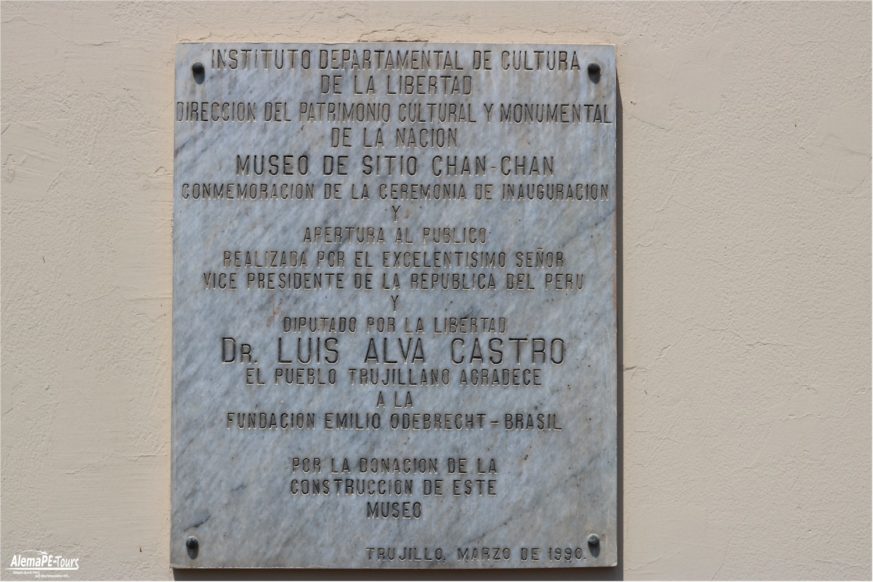 INSTITUTO DEPARTAMENTAL DE CULTURA
DE LA LIBERTAD
DIRECCION DEL PATRIMONIO CULTURAL Y MONUMENTAL
DE LA NACION
MUSEO DE SITIO CHAN-CHAN
CONMEMORACION DE LA CEREMONIA DE INAUGURACION
Y
APERTURA AL PUBLICO
REALIZADA POR EL EXCELENTISIMO SEÑOR
VICE PRESIDENTE DE LA REPUBLICA DEL PERU
Y
DIPUTADO POR LA LIBERTAD
DR. LUIS ALVA CASTRO
EL PUEBLO TRUJILLANO AGRADECE
A LA
FUNDACION EMILIO ODEBRECHT-BRASIL
POR LA DONACION DE LA
CONSTRUCCION DE ESTE
MUSEO
TRUJILLO, MARZO DE 1990.
AlemaPE-Tours